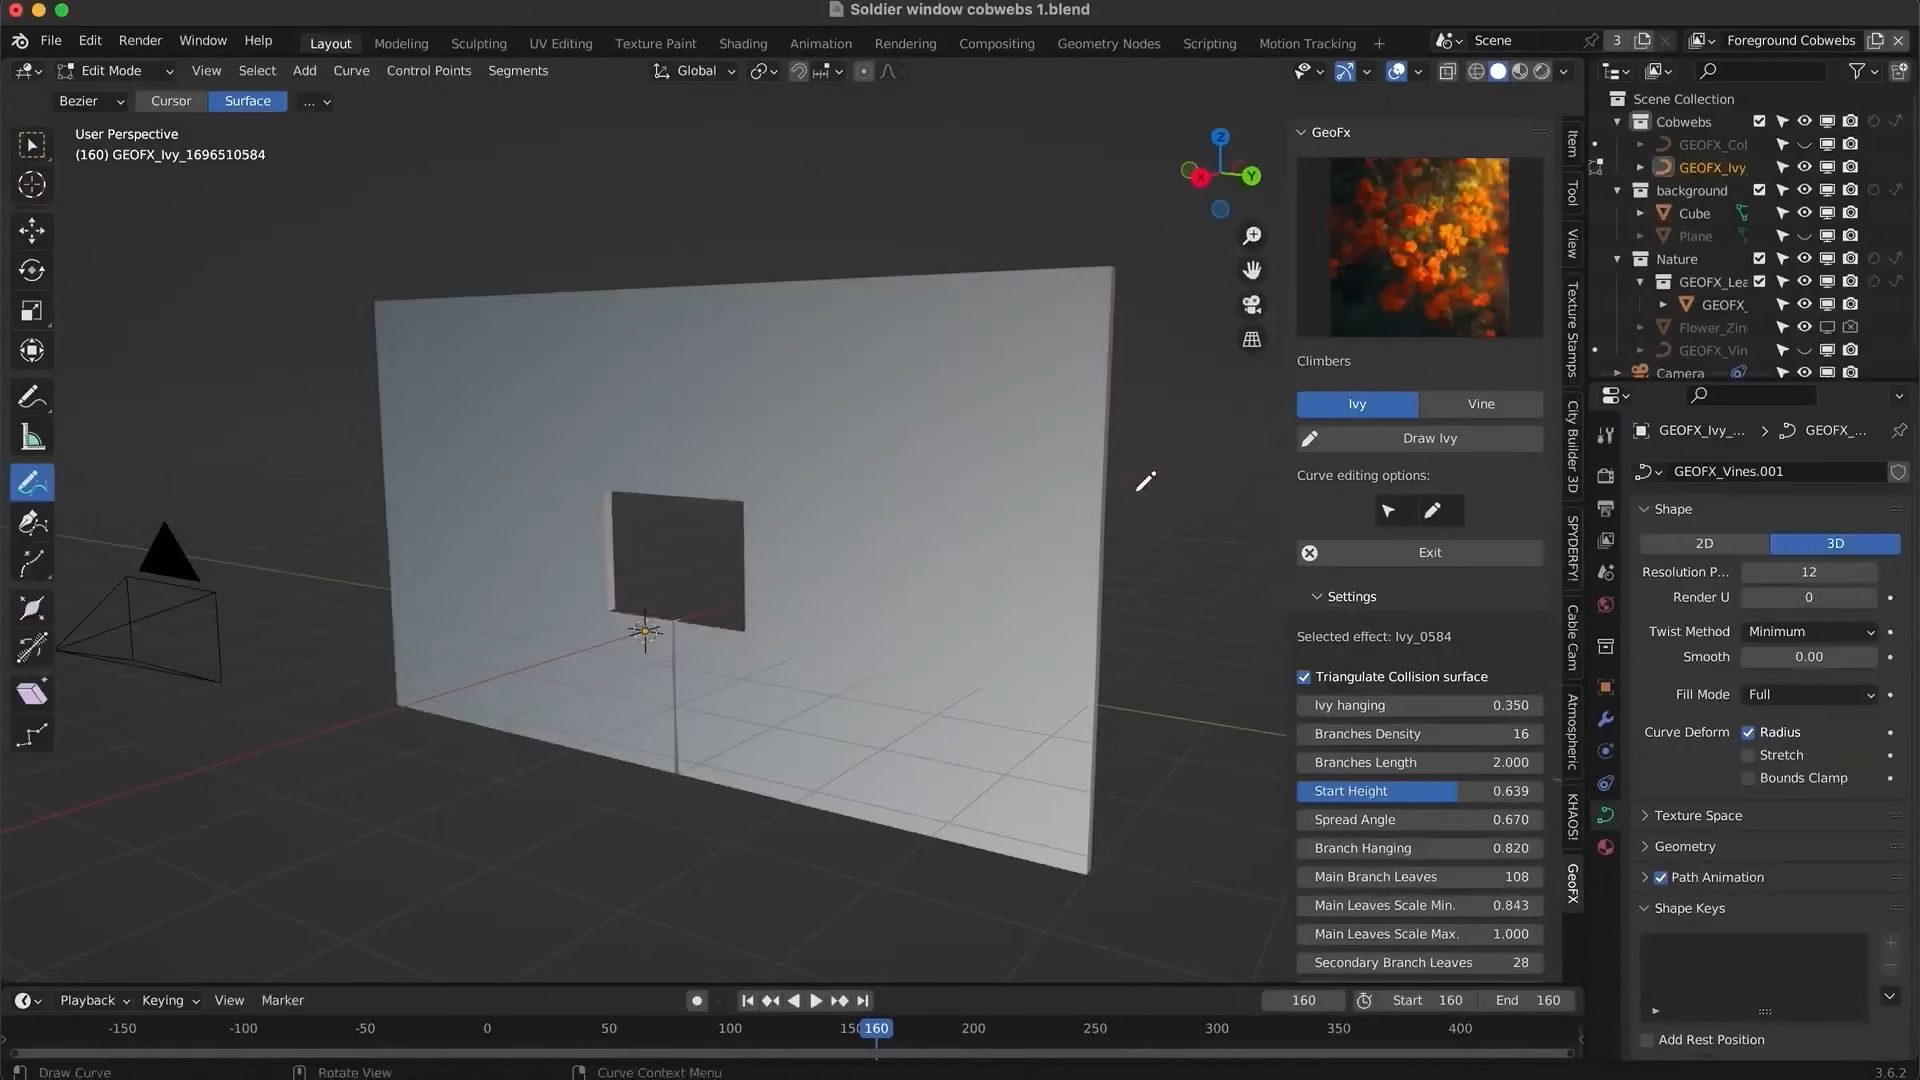 Soldier window cobwebs 1.blend
File Edit Render Window Help Layout Modeling Sculpting UV Editing Texture Paint Shading Animation Rendering Compositing Geometry Nodes Scripting Motion Tracking + Scene 3 Foreground Cobwebs
Edit Mode View Select Add Curve Control Points Segments Global
Bezier Cursor Surface ...
User Perspective
(160) GEOFX_Ivy_1696510584
Z
X
Y
GeoFx
Climbers
Ivy Vine
Draw Ivy
Curve editing options:
Exit
Settings
Selected effect: Ivy_0584
Triangulate Collision surface
Ivy hanging 0.350
Branches Density 16
Branches Length 2.000
Start Height 0.639
Spread Angle 0.670
Branch Hanging 0.820
Main Branch Leaves 108
Main Leaves Scale Min. 0.843
Main Leaves Scale Max. 1.000
Secondary Branch Leaves 28
Item
Tool
View
Texture Stamps
City Builder 3D
SPYDERFY!
Cable Cam
Atmospheric
KHAOS!
GeoFX
Scene Collection
Cobwebs
GEOFX_Col
GEOFX_Ivy
background
Cube
Plane
Nature
GEOFX_Lea
GEOFX_
Flower_Zin
GEOFX_Vin
Camera
GEOFX_Ivy_... GEOFX_...
GEOFX_Vines.001
Shape
2D 3D
Resolution P... 12
Render U 0
Twist Method Minimum
Smooth 0.00
Fill Mode Full
Curve Deform Radius
Stretch
Bounds Clamp
Texture Space
Geometry
Path Animation
Shape Keys
Add Rest Position
Playback Keying View Marker 160 Start 160 End 160
-150 -100 -50 0 50 100 150 160 200 250 300 350 400
Draw Curve Rotate View Curve Context Menu 3.6.2